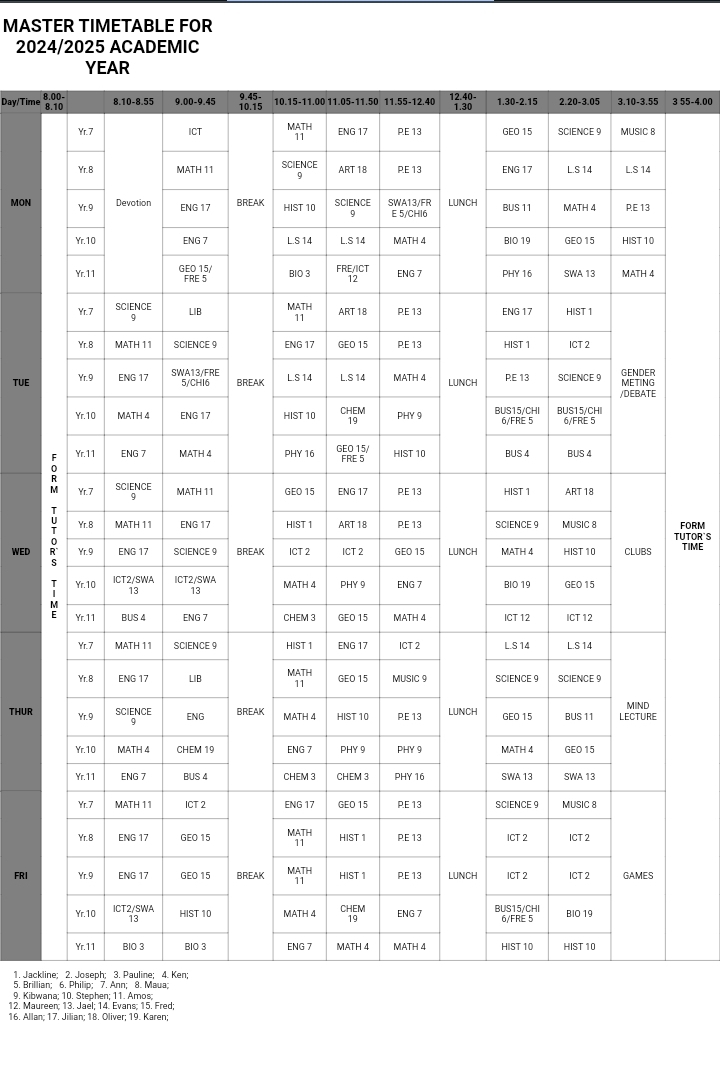 MASTER TIMETABLE FOR
2024/2025 ACADEMIC
YEAR
Day/Time 8.00-8.10 8.10-8.55 9.00-9.45 9.45-10.15 10.15-11.00 11.05-11.50 11.55-12.40 12.40-1.30 1.30-2.15 2.20-3.05 3.10-3.55 3 55-4.00
FORM TUTOR`S TIME
FORM TUTOR`S TIME
MON
Devotion
BREAK
LUNCH
Yr.7 ICT MATH 11 ENG 17 P.E 13 GEO 15 SCIENCE 9 MUSIC 8
Yr.8 MATH 11 SCIENCE 9 ART 18 P.E 13 ENG 17 L.S 14 L.S 14
Yr.9 ENG 17 HIST 10 SCIENCE 9 SWA13/FRE 5/CHI6 BUS 11 MATH 4 P.E 13
Yr.10 ENG 7 L.S 14 L.S 14 MATH 4 BIO 19 GEO 15 HIST 10
Yr.11 GEO 15/ FRE 5 BIO 3 FRE/ICT 12 ENG 7 PHY 16 SWA 13 MATH 4
TUE
BREAK
LUNCH
GENDER METING /DEBATE
Yr.7 SCIENCE 9 LIB MATH 11 ART 18 P.E 13 ENG 17 HIST 1
Yr.8 MATH 11 SCIENCE 9 ENG 17 GEO 15 P.E 13 HIST 1 ICT 2
Yr.9 ENG 17 SWA13/FRE 5/CHI6 L.S 14 L.S 14 MATH 4 P.E 13 SCIENCE 9
Yr.10 MATH 4 ENG 17 HIST 10 CHEM 19 PHY 9 BUS15/CHI 6/FRE 5 BUS15/CHI 6/FRE 5
Yr.11 ENG 7 MATH 4 PHY 16 GEO 15/ FRE 5 HIST 10 BUS 4 BUS 4
WED
BREAK
LUNCH
CLUBS
Yr.7 SCIENCE 9 MATH 11 GEO 15 ENG 17 P.E 13 HIST 1 ART 18
Yr.8 MATH 11 ENG 17 HIST 1 ART 18 P.E 13 SCIENCE 9 MUSIC 8
Yr.9 ENG 17 SCIENCE 9 ICT 2 ICT 2 GEO 15 MATH 4 HIST 10
Yr.10 ICT2/SWA 13 ICT2/SWA 13 MATH 4 PHY 9 ENG 7 BIO 19 GEO 15
Yr.11 BUS 4 ENG 7 CHEM 3 GEO 15 MATH 4 ICT 12 ICT 12
THUR
BREAK
LUNCH
MIND LECTURE
Yr.7 MATH 11 SCIENCE 9 HIST 1 ENG 17 ICT 2 L.S 14 L.S 14
Yr.8 ENG 17 LIB MATH 11 GEO 15 MUSIC 9 SCIENCE 9 SCIENCE 9
Yr.9 SCIENCE 9 ENG MATH 4 HIST 10 P.E 13 GEO 15 BUS 11
Yr.10 MATH 4 CHEM 19 ENG 7 PHY 9 PHY 9 MATH 4 GEO 15
Yr.11 ENG 7 BUS 4 CHEM 3 CHEM 3 PHY 16 SWA 13 SWA 13
FRI
BREAK
LUNCH
GAMES
Yr.7 MATH 11 ICT 2 ENG 17 GEO 15 P.E 13 SCIENCE 9 MUSIC 8
Yr.8 ENG 17 GEO 15 MATH 11 HIST 1 P.E 13 ICT 2 ICT 2
Yr.9 ENG 17 GEO 15 MATH 11 HIST 1 P.E 13 ICT 2 ICT 2
Yr.10 ICT2/SWA 13 HIST 10 MATH 4 CHEM 19 ENG 7 BUS15/CHI 6/FRE 5 BIO 19
Yr.11 BIO 3 BIO 3 ENG 7 MATH 4 MATH 4 HIST 10 HIST 10
1. Jackline; 2. Joseph; 3. Pauline; 4. Ken;
5. Brillian; 6. Philip; 7. Ann; 8. Maua;
9. Kibwana; 10. Stephen; 11. Amos;
12. Maureen; 13. Jael; 14. Evans; 15. Fred;
16. Allan; 17. Jilian; 18. Oliver; 19. Karen;